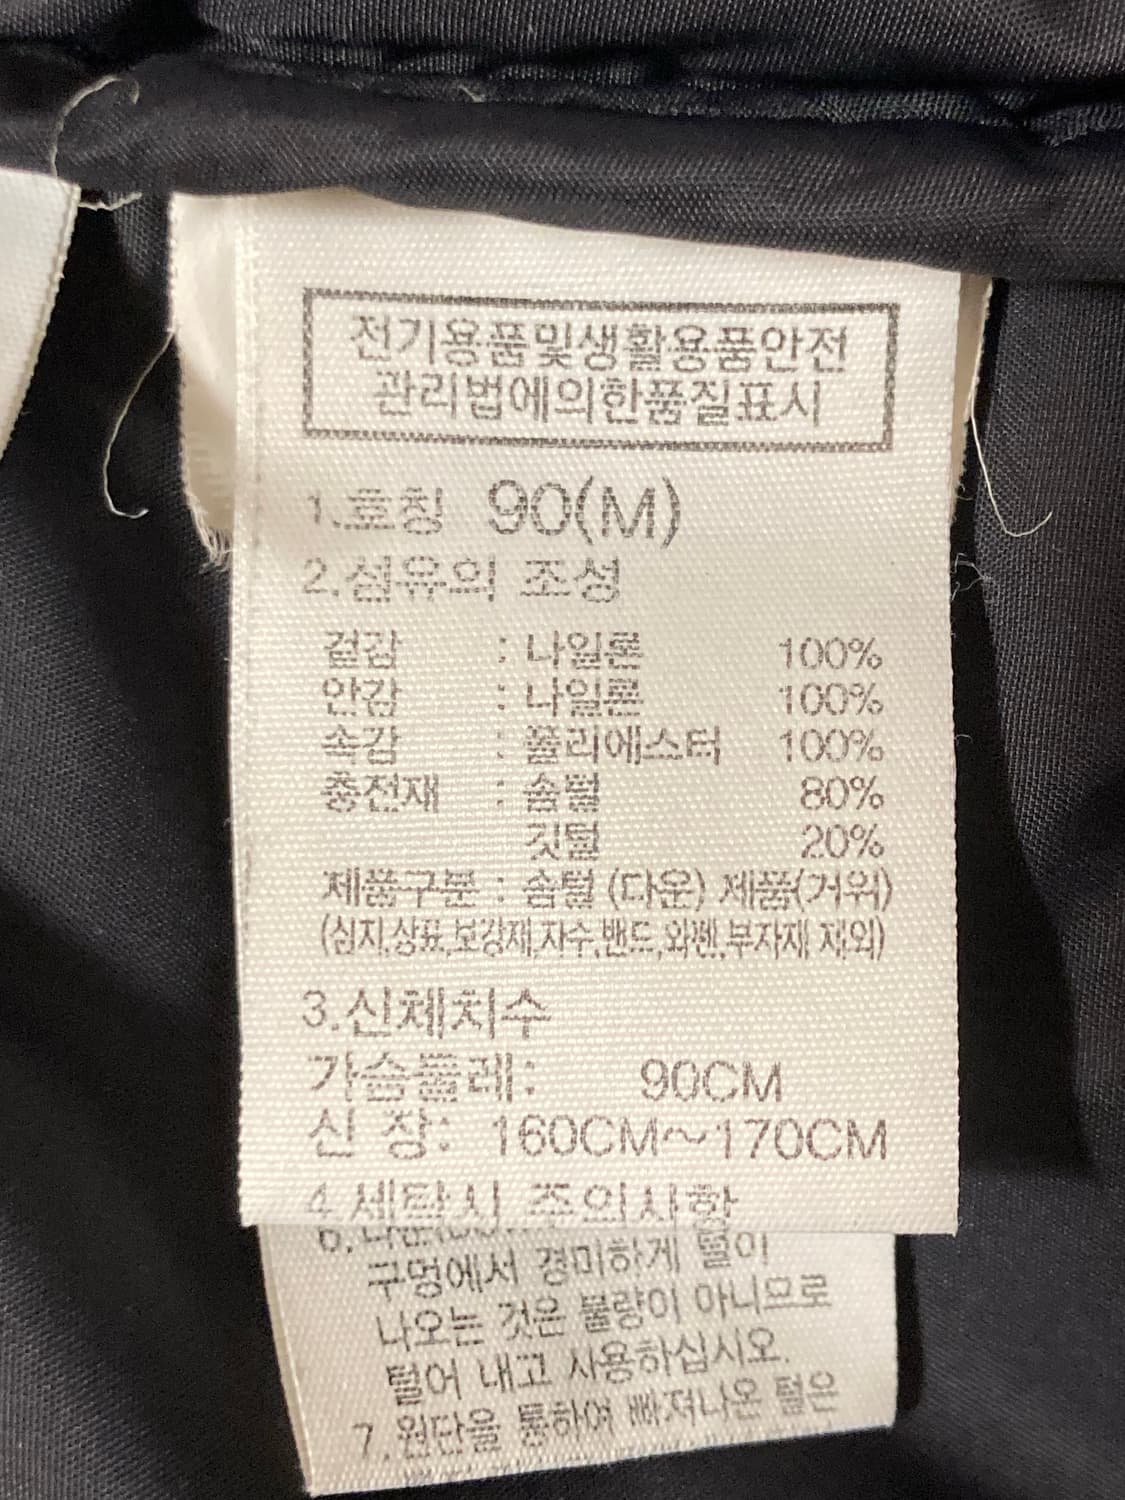 전기용품및생활용품안전
관리법에의한품질표시
1.호칭 90(M)
2.섬유의 조성
겉감 : 나일론 100%
안감 : 나일론 100%
속감 : 폴리에스터 100%
충전재 : 솜털 80%
깃털 20%
제품구분 : 솜털 (다운) 제품(거위)
(심지,상표,보강재,자수,밴드,와펜,부자재 제외)
3.신체치수
가슴둘레: 90CM
신 장: 160CM~170CM
4.세탁시 주의사항
6.
구멍에서 경미하게 털이
나오는 것은 불량이 아니므로
털어 내고 사용하십시오.
7.원단을 통하여 빠져나온 털은